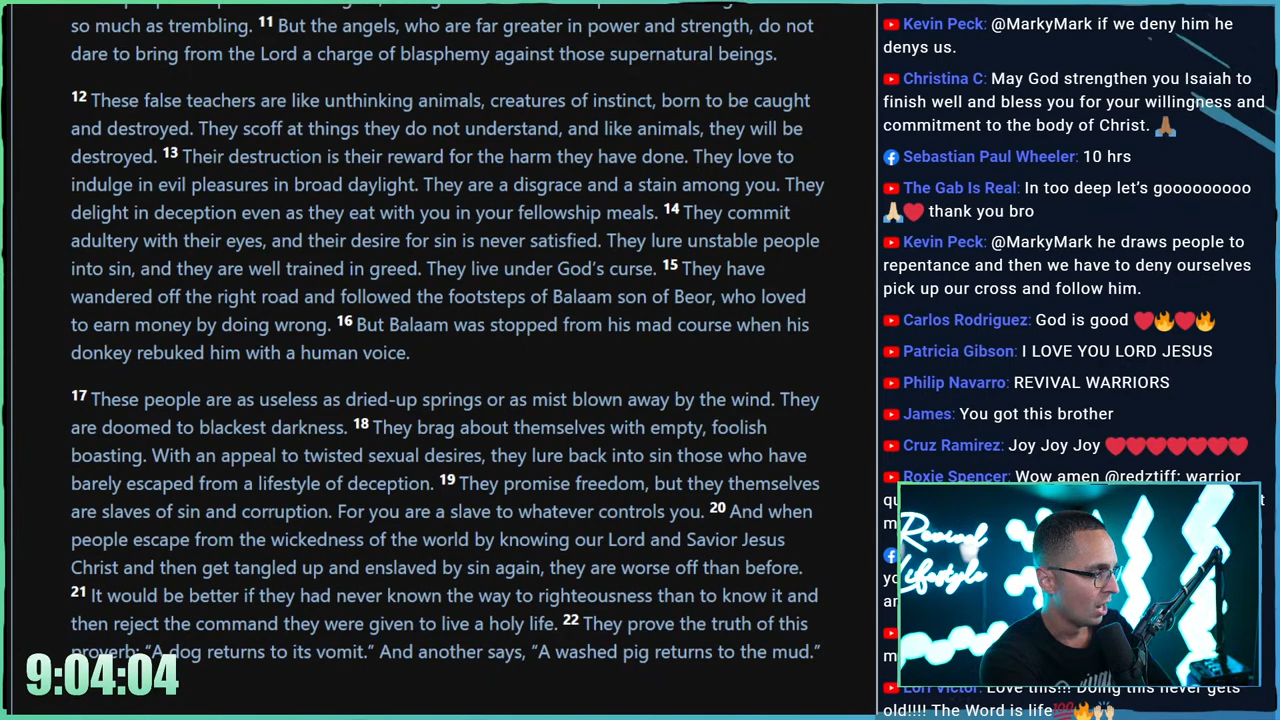 so much as trembling. 11 But the angels, who are far greater in power and strength, do not
dare to bring from the Lord a charge of blasphemy against those supernatural beings.
12 These false teachers are like unthinking animals, creatures of instinct, born to be caught
and destroyed. They scoff at things they do not understand, and like animals, they will be
destroyed. 13 Their destruction is their reward for the harm they have done. They love to
indulge in evil pleasures in broad daylight. They are a disgrace and a stain among you. They
delight in deception even as they eat with you in your fellowship meals. 14 They commit
adultery with their eyes, and their desire for sin is never satisfied. They lure unstable people
into sin, and they are well trained in greed. They live under God’s curse. 15 They have
wandered off the right road and followed the footsteps of Balaam son of Beor, who loved
to earn money by doing wrong. 16 But Balaam was stopped from his mad course when his
donkey rebuked him with a human voice.
17 These people are as useless as dried-up springs or as mist blown away by the wind. They
are doomed to blackest darkness. 18 They brag about themselves with empty, foolish
boasting. With an appeal to twisted sexual desires, they lure back into sin those who have
barely escaped from a lifestyle of deception. 19 They promise freedom, but they themselves
are slaves of sin and corruption. For you are a slave to whatever controls you. 20 And when
people escape from the wickedness of the world by knowing our Lord and Savior Jesus
Christ and then get tangled up and enslaved by sin again, they are worse off than before.
21 It would be better if they had never known the way to righteousness than to know it and
then reject the command they were given to live a holy life. 22 They prove the truth of this
proverb: “A dog returns to its vomit.” And another says, “A washed pig returns to the mud.”
9:04:04
Kevin Peck: @MarkyMark if we deny him he
denys us.
Christina C: May God strengthen you Isaiah to
finish well and bless you for your willingness and
commitment to the body of Christ. 🙏🏽
Sebastian Paul Wheeler: 10 hrs
The Gab Is Real: In too deep let’s gooooooooo
🙏🏻❤️ thank you bro
Kevin Peck: @MarkyMark he draws people to
repentance and then we have to deny ourselves
pick up our cross and follow him.
Carlos Rodriguez: God is good ❤️🔥❤️🔥
Patricia Gibson: I LOVE YOU LORD JESUS
Philip Navarro: REVIVAL WARRIORS
James: You got this brother
Cruz Ramirez: Joy Joy Joy ❤️❤️❤️❤️❤️❤️❤️
Roxie Spencer: Wow amen @redztiff: warrior
Revival
Lifestyle
Lori Victor: Love this!!! Doing this never gets
old!!!! The Word is life💯🔥🙌🏻